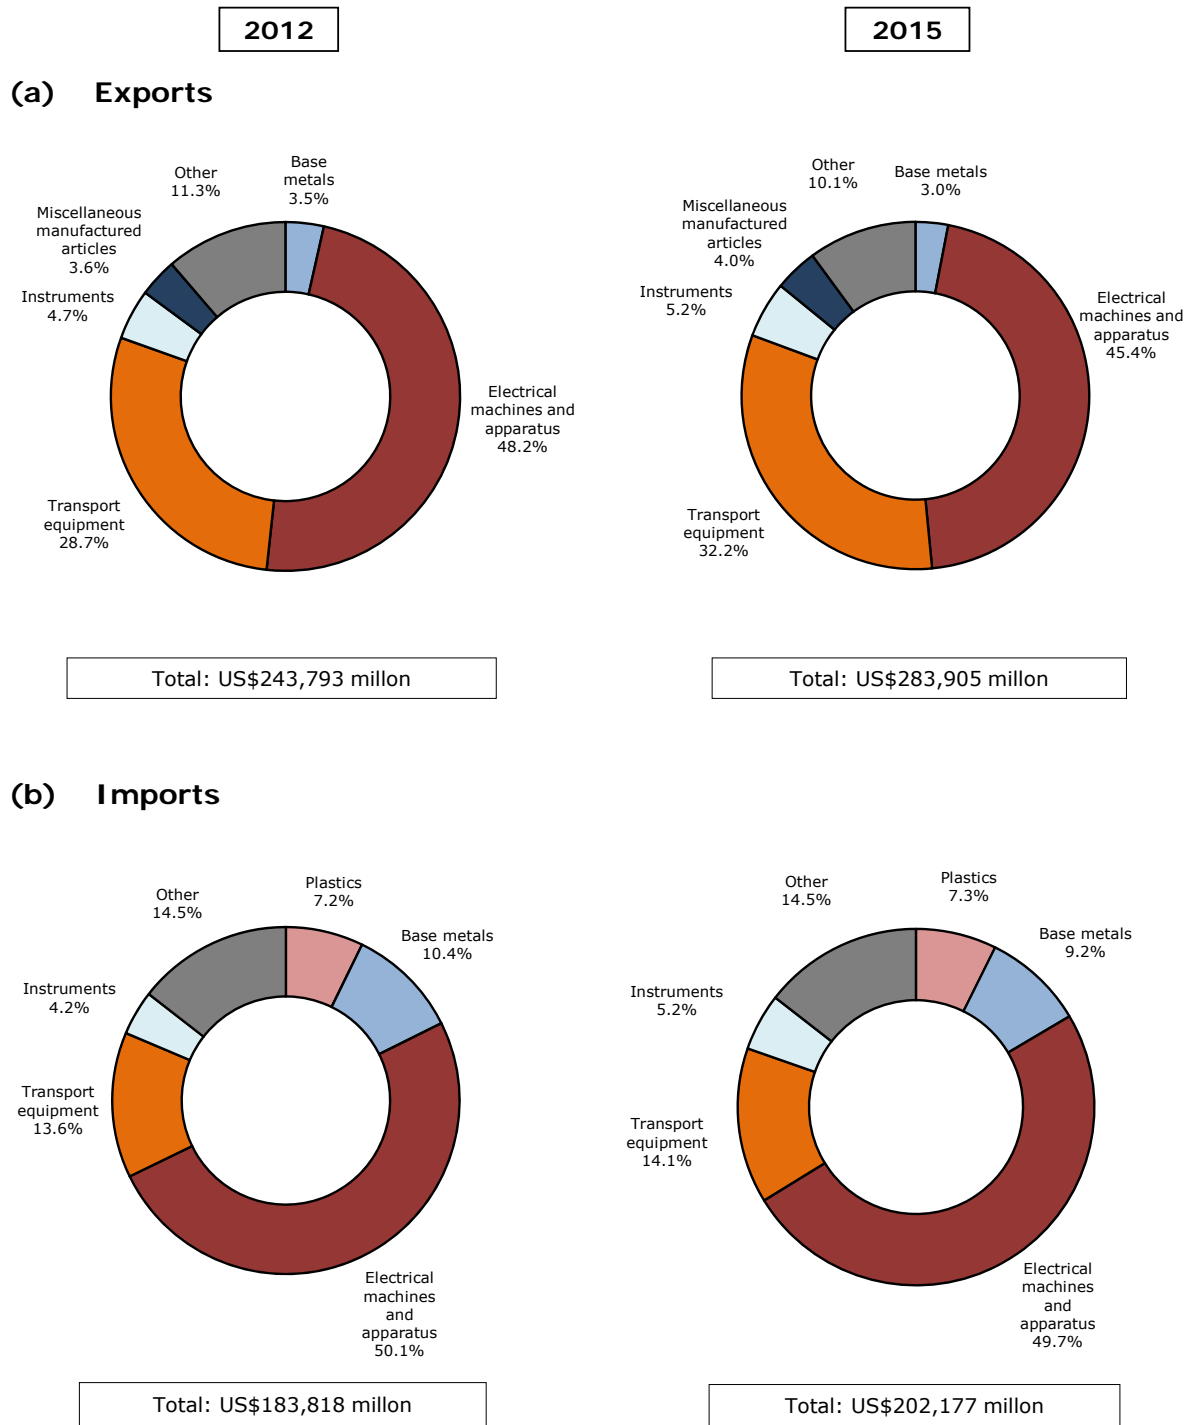 2012
2015
(a) Exports
Other
11.3%
Base
metals
3.5%
Miscellaneous
manufactured
articles
3.6%
Instruments
4.7%
Electrical
machines and
apparatus
48.2%
Transport
equipment
28.7%
Other
10.1%
Base metals
3.0%
Miscellaneous
manufactured
articles
4.0%
Instruments
5.2%
Electrical
machines and
apparatus
45.4%
Transport
equipment
32.2%
Total: US$243,793 millon
Total: US$283,905 millon
(b) Imports
Other
14.5%
Plastics
7.2%
Base metals
10.4%
Instruments
4.2%
Transport
equipment
13.6%
Electrical
machines
and
apparatus
50.1%
Other
14.5%
Plastics
7.3%
Base metals
9.2%
Instruments
5.2%
Transport
equipment
14.1%
Electrical
machines
and
apparatus
49.7%
Total: US$183,818 millon
Total: US$202,177 millon